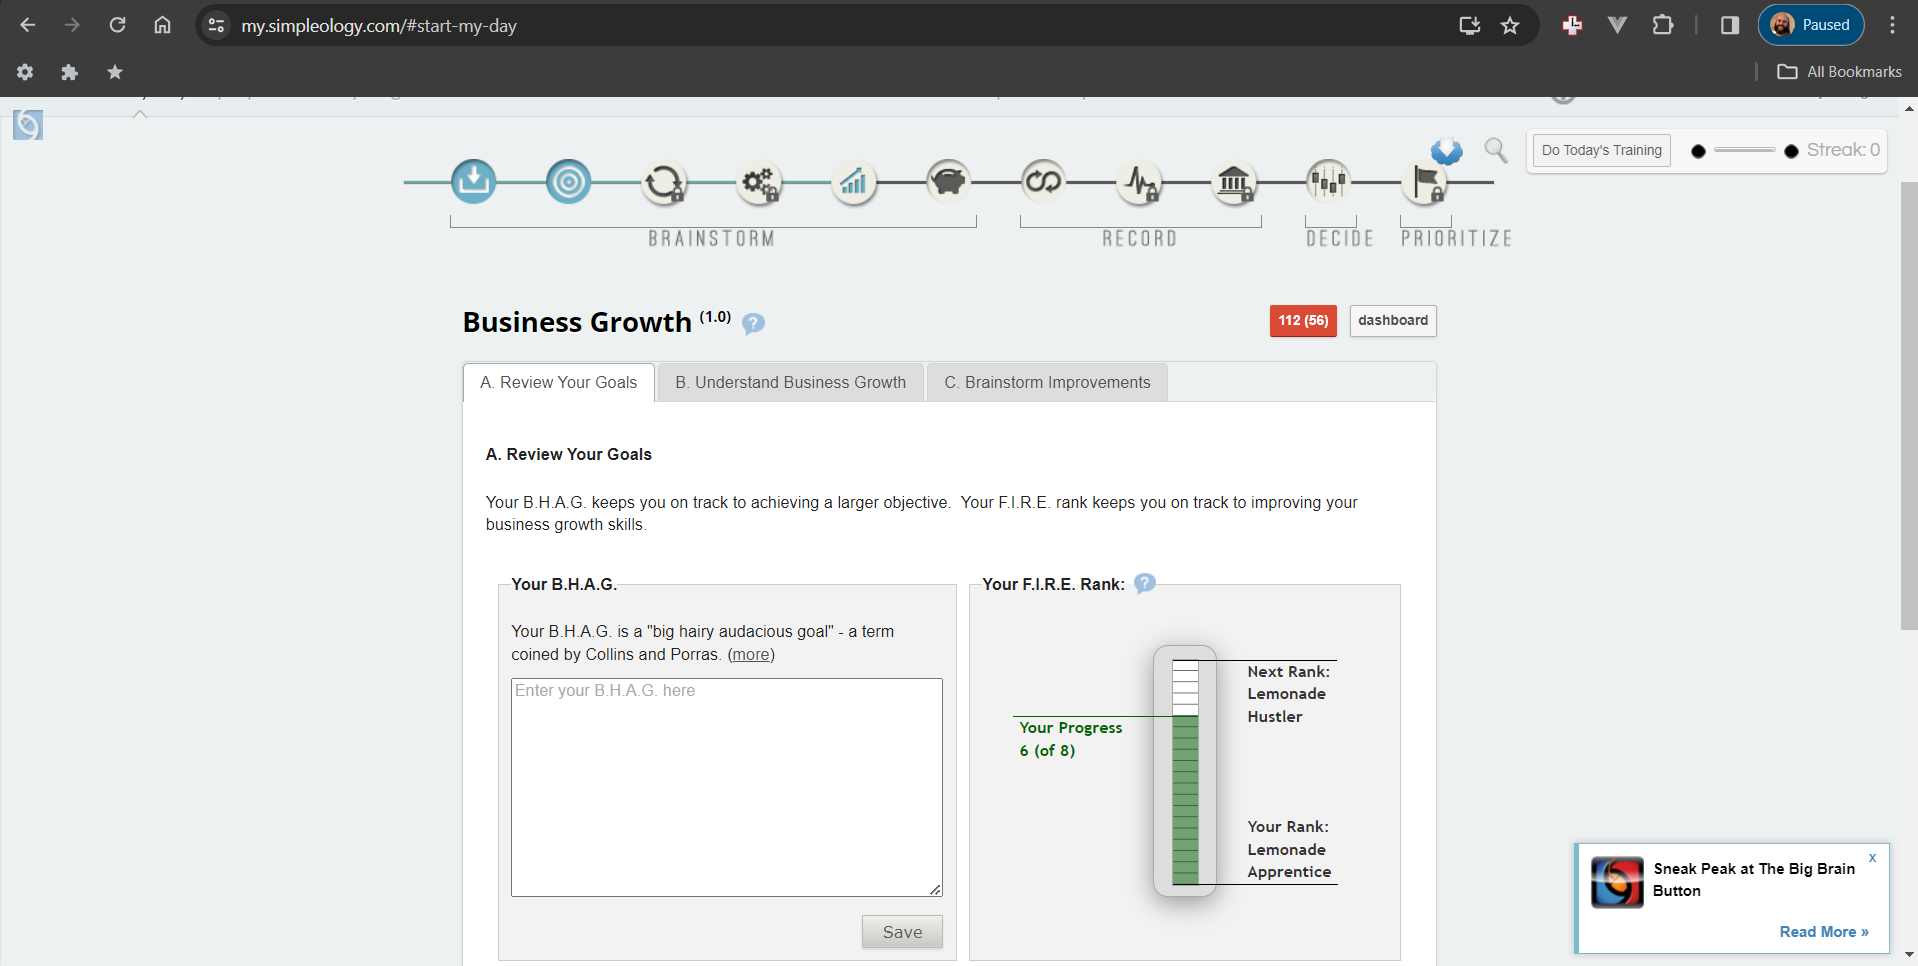 my.simpleology.com/#start-my-day
Paused
All Bookmarks
Do Today's Training
Streak: 0
BRAINSTORM
RECORD
DECIDE
PRIORITIZE
Business Growth (1.0)
?
112 (56)
dashboard
A. Review Your Goals
B. Understand Business Growth
C. Brainstorm Improvements
A. Review Your Goals
Your B.H.A.G. keeps you on track to achieving a larger objective.  Your F.I.R.E. rank keeps you on track to improving your
business growth skills.
Your B.H.A.G.
Your B.H.A.G. is a "big hairy audacious goal" - a term
coined by Collins and Porras. (more)
Enter your B.H.A.G. here
Save
Your F.I.R.E. Rank:
?
Next Rank:
Lemonade
Hustler
Your Progress
6 (of 8)
Your Rank:
Lemonade
Apprentice
Sneak Peak at The Big Brain
Button
x
Read More »